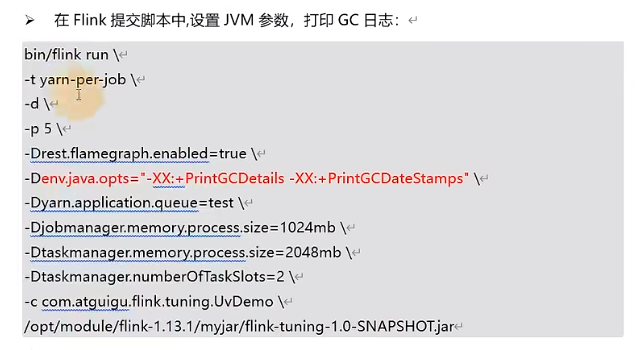 ➢ 在 Flink 提交脚本中,设置 JVM 参数，打印 GC 日志：
bin/flink run \
-t yarn-per-job \
-d \
-p 5 \
-Drest.flamegraph.enabled=true \
-Denv.java.opts="-XX:+PrintGCDetails -XX:+PrintGCDateStamps" \
-Dyarn.application.queue=test \
-Djobmanager.memory.process.size=1024mb \
-Dtaskmanager.memory.process.size=2048mb \
-Dtaskmanager.numberOfTaskSlots=2 \
-c com.atguigu.flink.tuning.UvDemo \
/opt/module/flink-1.13.1/myjar/flink-tuning-1.0-SNAPSHOT.jar